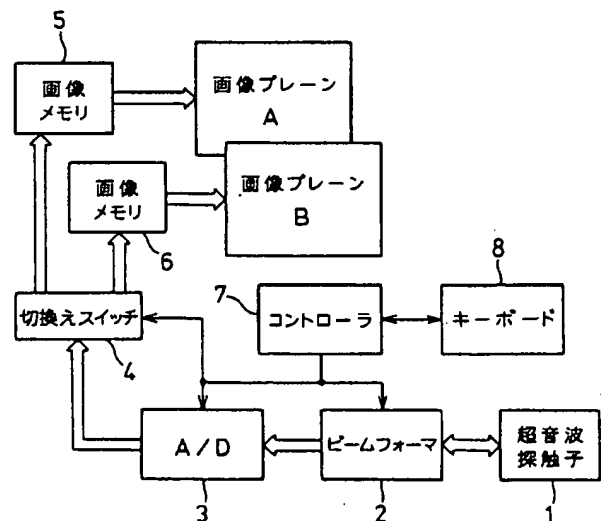 5
画像
メモリ
画像プレーン
A
画像
メモリ
画像プレーン
B
6
7
8
切換えスイッチ
コントローラ
キーボード
4
A/D
ビームフォーマ
超音波
探触子
3
2
1